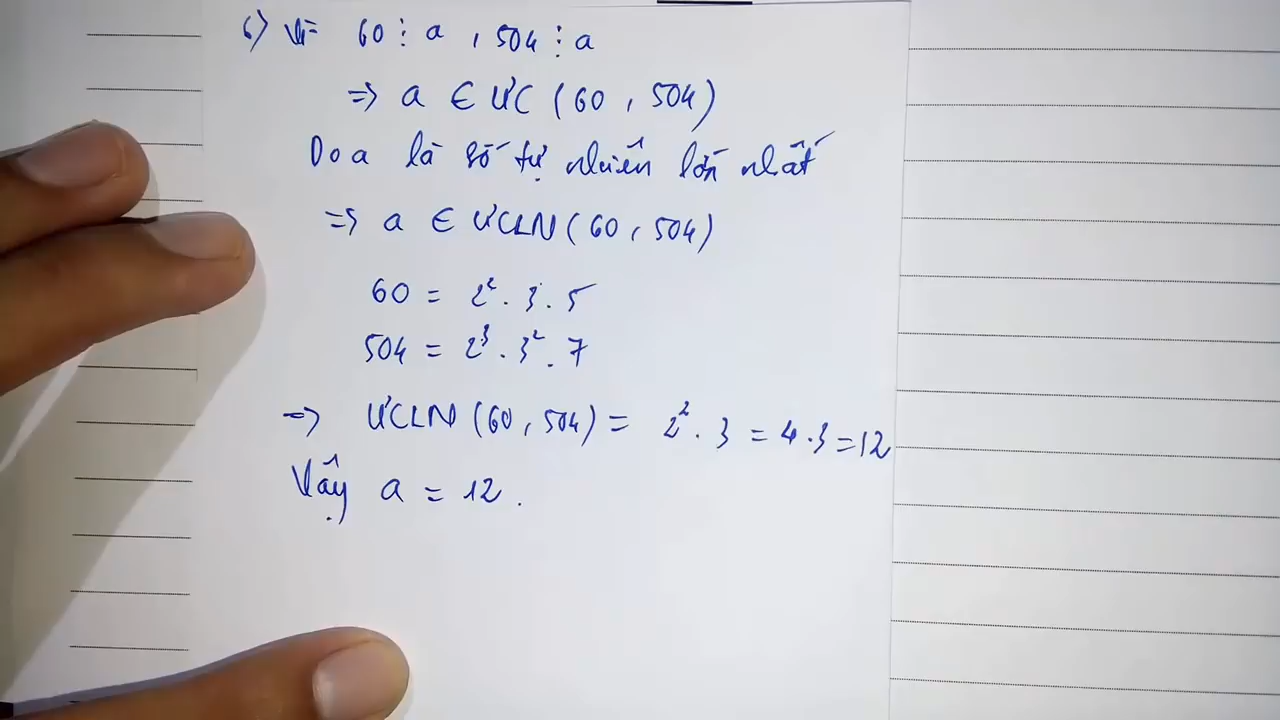 b) Vì 60 ⋮ a , 504 ⋮ a
=> a ∈ ƯC (60 , 504)
Do a là số tự nhiên lớn nhất
=> a ∈ ƯCLN (60 , 504)
60 = 2² . 3 . 5
504 = 2³ . 3² . 7
=> ƯCLN (60 , 504) = 2² . 3 = 4 . 3 = 12
Vậy a = 12 .